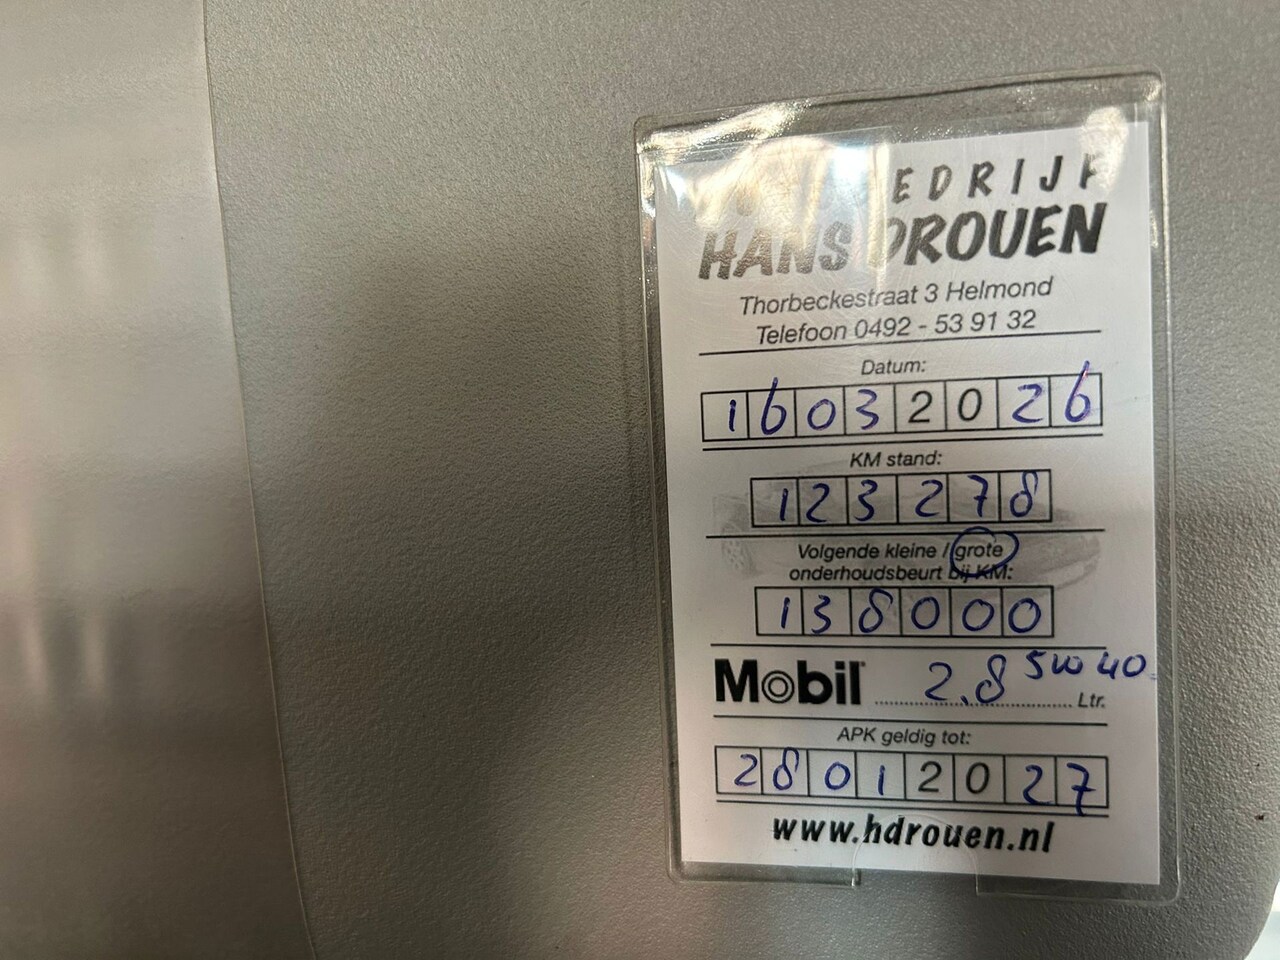 EDRIJF
HANS DROUEN
Thorbeckestraat 3 Helmond
Telefoon 0492 - 53 91 32
Datum:
16032026
KM stand:
123278
Volgende kleine / grote
onderhoudsbeurt bij KM:
138000
Mobil 2.8 5w40 Ltr.
APK geldig tot:
28012027
www.hdrouen.nl